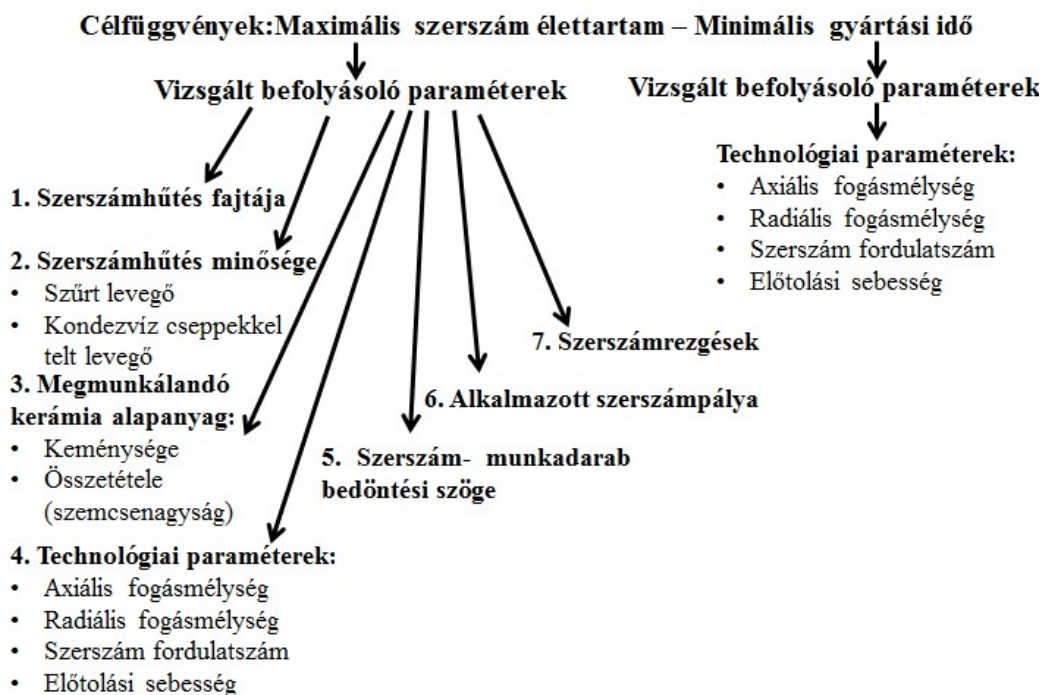 Célfüggvények:Maximális szerszám élettartam – Minimális gyártási idő
Vizsgált befolyásoló paraméterek
1. Szerszámhűtés fajtája
2. Szerszámhűtés minősége
• Szűrt levegő
• Kondezvíz cseppekkel
telt levegő
3. Megmunkálandó
kerámia alapanyag:
• Keménysége
• Összetétele
(szemcsenagyság)
4. Technológiai paraméterek:
• Axiális fogásmélység
• Radiális fogásmélység
• Szerszám fordulatszám
• Előtolási sebesség
5. Szerszám- munkadarab
bedöntési szöge
6. Alkalmazott szerszámpálya
7. Szerszámrezgések
Vizsgált befolyásoló paraméterek
Technológiai paraméterek:
• Axiális fogásmélység
• Radiális fogásmélység
• Szerszám fordulatszám
• Előtolási sebesség